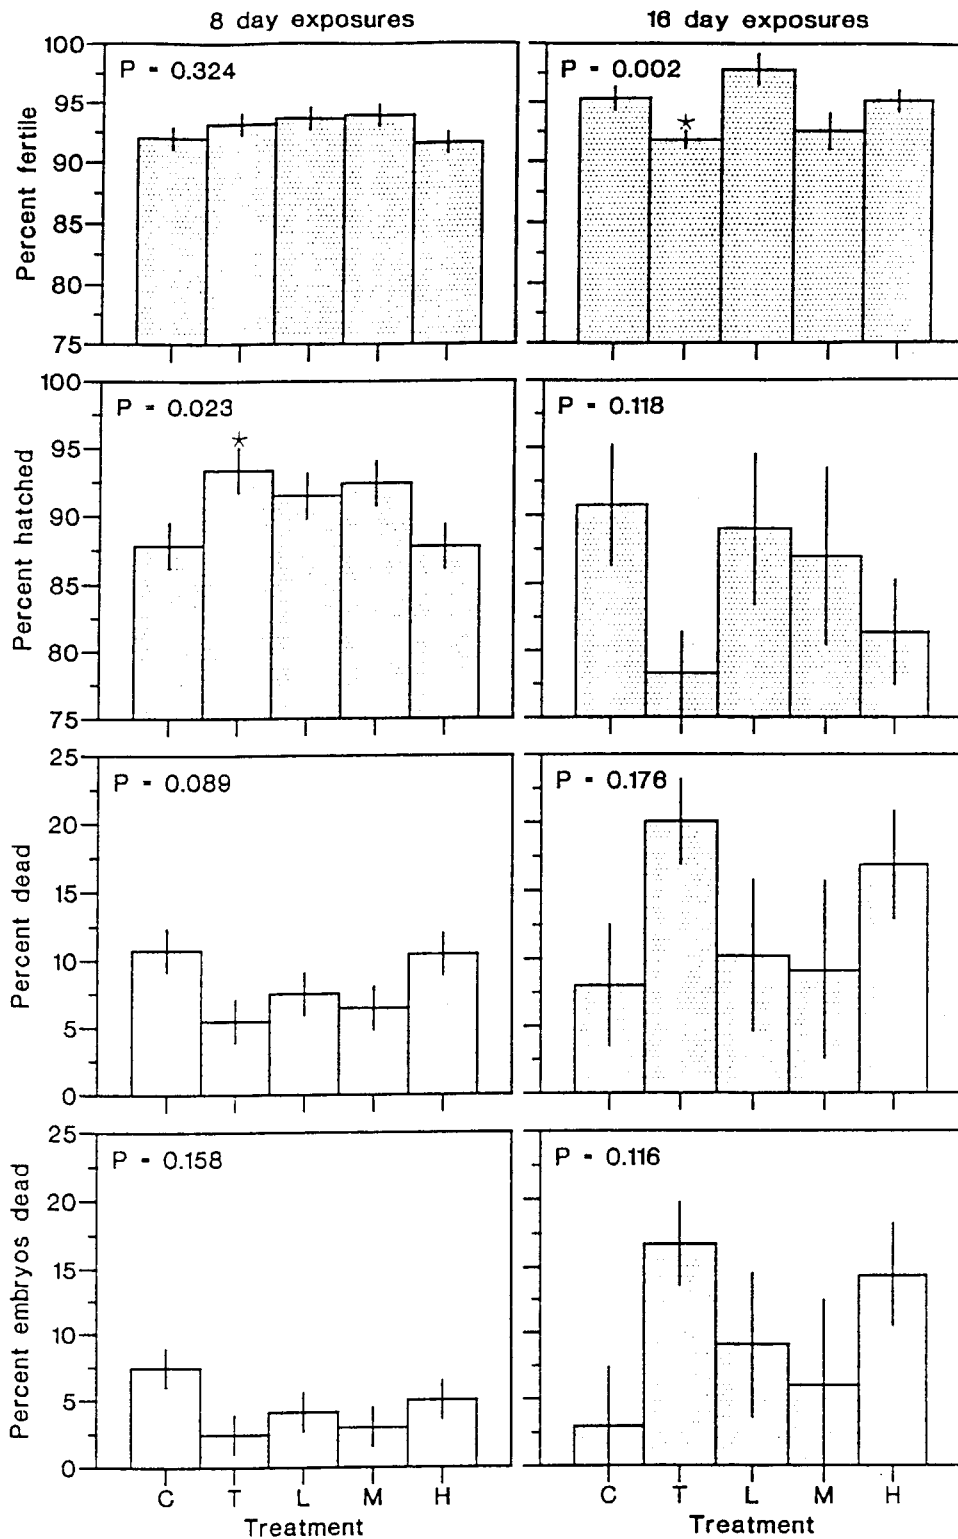 8 day exposures
16 day exposures
Percent fertile
100
95
90
85
80
75
P - 0.324
P - 0.002
*
Percent hatched
100
95
90
85
80
75
P - 0.023
*
P - 0.118
Percent dead
25
20
15
10
5
0
P - 0.089
P - 0.176
Percent embryos dead
25
20
15
10
5
0
P - 0.158
P - 0.116
C T L M H
C T L M H
Treatment
Treatment